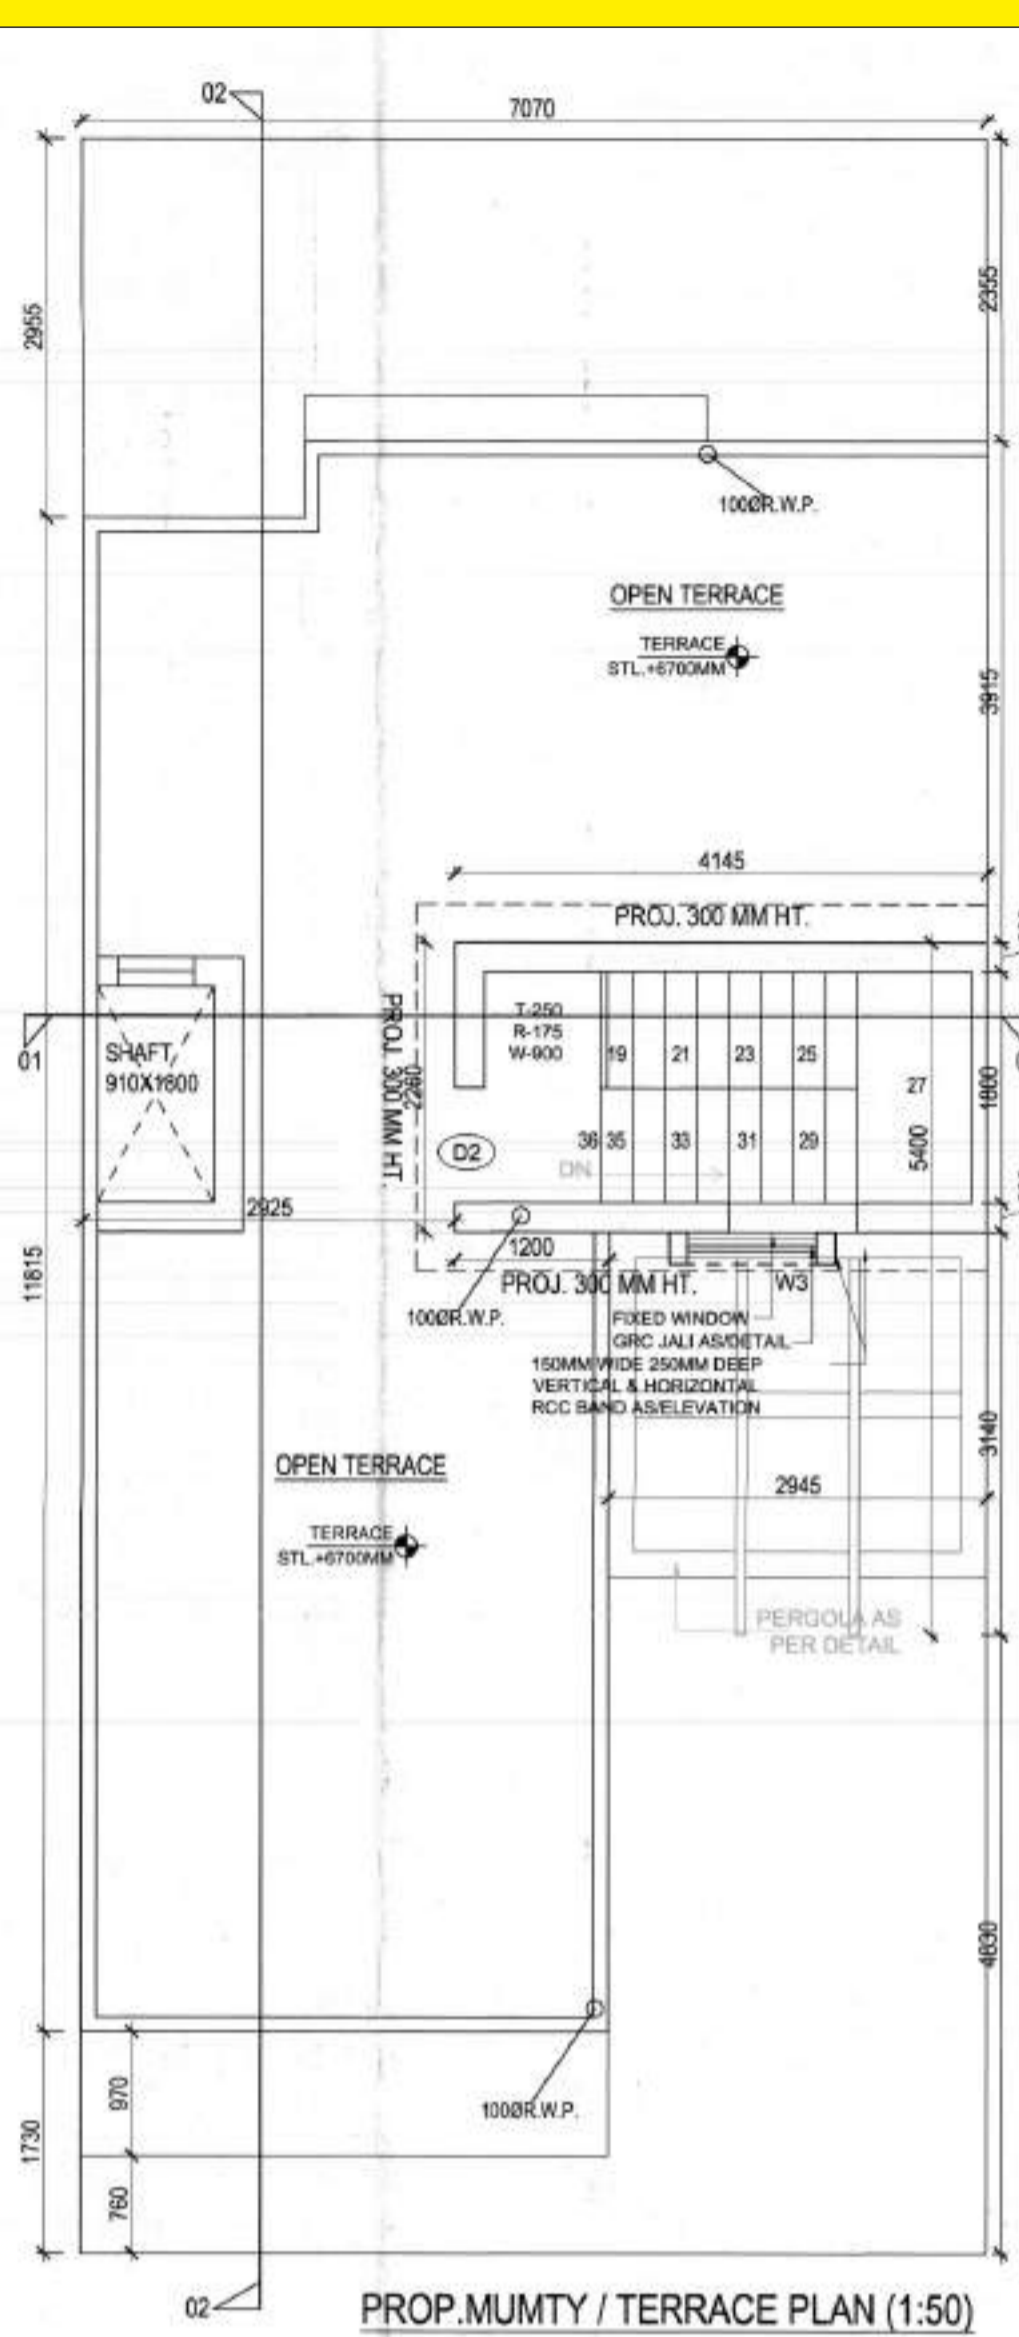 02
7070
2955
2355
100ØR.W.P.
OPEN TERRACE
TERRACE
STL.+6700MM
3915
4145
PROJ. 300 MM HT.
PROJ. 300 MM HT.
2260
T-250
R-175
W-900
19
21
23
25
27
01
SHAFT
910X1600
1800
5400
D2
36
35
33
31
29
DN
2925
1200
PROJ. 300 MM HT.
W3
11615
100ØR.W.P.
FIXED WINDOW
GRC JALI AS/DETAIL
150MM WIDE 250MM DEEP
VERTICAL & HORIZONTAL
RCC BAND AS/ELEVATION
3140
OPEN TERRACE
2945
TERRACE
STL.+6700MM
PERGOLA AS
PER DETAIL
4630
970
100ØR.W.P.
1730
760
02
PROP.MUMTY / TERRACE PLAN (1:50)